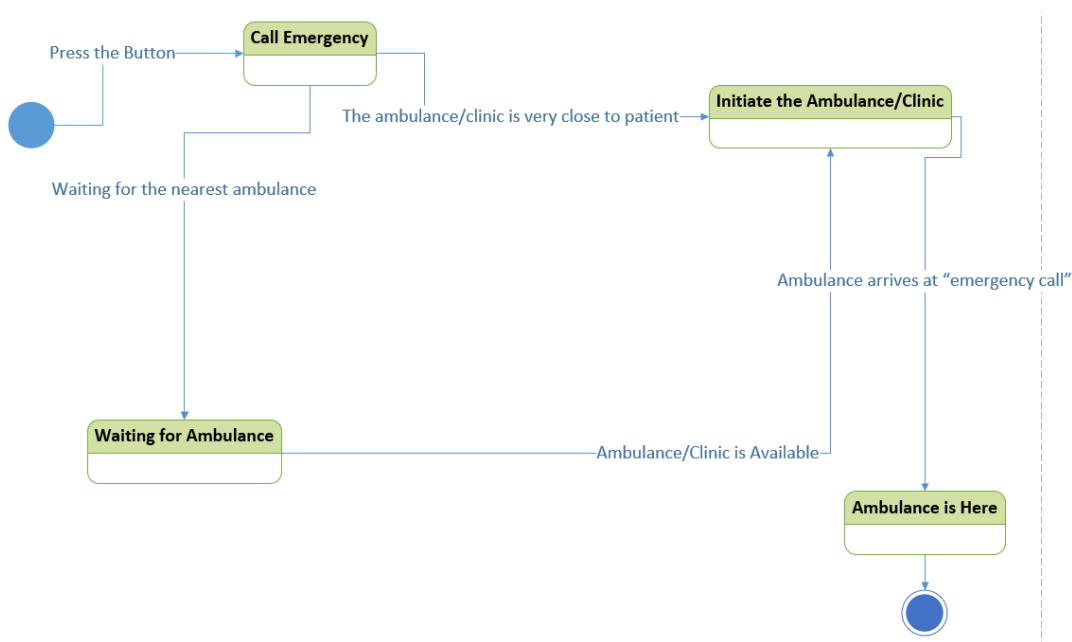 Call Emergency
Press the Button
Initiate the Ambulance/Clinic
The ambulance/clinic is very close to patient
Waiting for the nearest ambulance
Ambulance arrives at “emergency call”
Waiting for Ambulance
Ambulance/Clinic is Available
Ambulance is Here